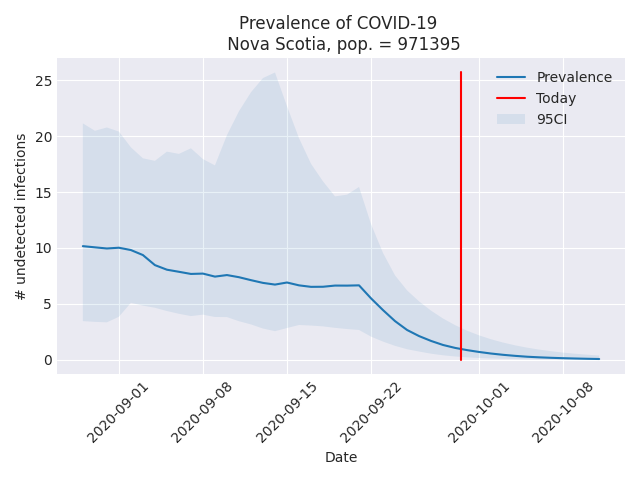 Prevalence of COVID-19
Nova Scotia, pop. = 971395
Prevalence
Today
95CI
# undetected infections
25
20
15
10
5
0
2020-09-01
2020-09-08
2020-09-15
2020-09-22
2020-10-01
2020-10-08
Date